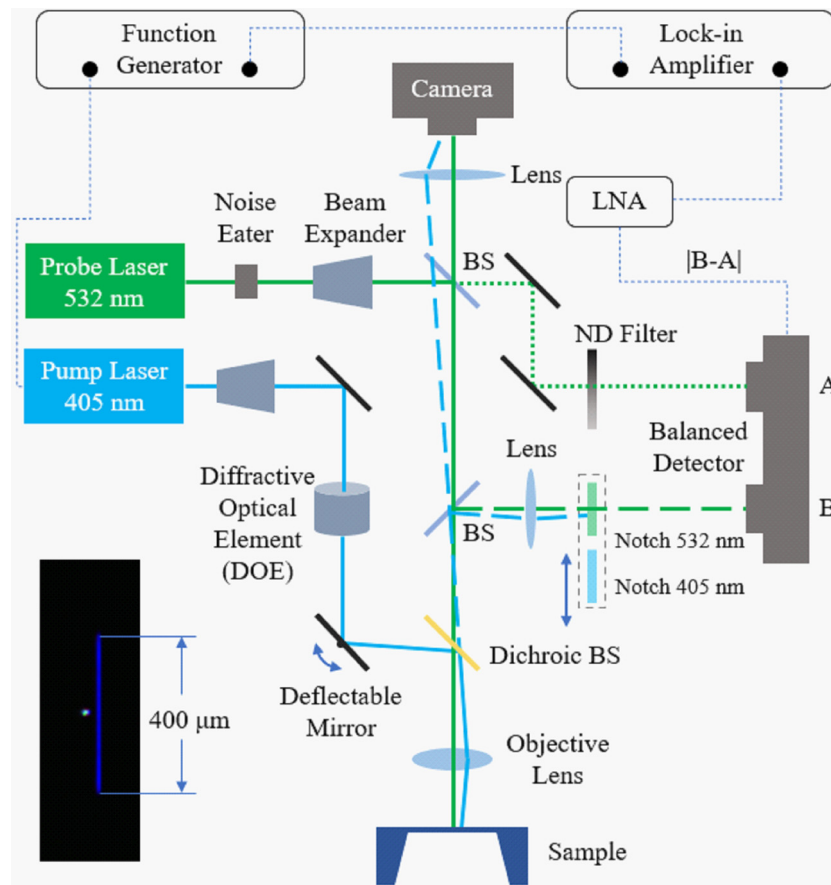 Function
Generator
Lock-in
Amplifier
Camera
Lens
LNA
Noise
Eater
Beam
Expander
BS
|B-A|
Probe Laser
532 nm
ND Filter
Pump Laser
405 nm
A
Balanced
Detector
Lens
Diffractive
Optical
Element
(DOE)
BS
B
Notch 532 nm
Notch 405 nm
Dichroic BS
Deflectable
Mirror
400 μm
Objective
Lens
Sample